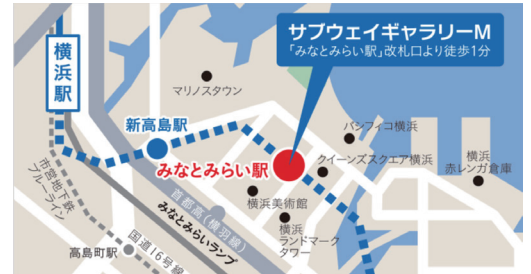 サブウェイギャラリーM
「みなとみらい駅」改札口より徒歩1分
横浜駅
マリノスタウン
新高島駅
パシフィコ横浜
みなとみらい駅
クイーンズスクエア横浜
横浜
赤レンガ倉庫
市営地下鉄
ブルーライン
首都高(横羽線)
みなとみらいランプ
横浜美術館
横浜
ランドマーク
タワー
高島町駅
国道16号線